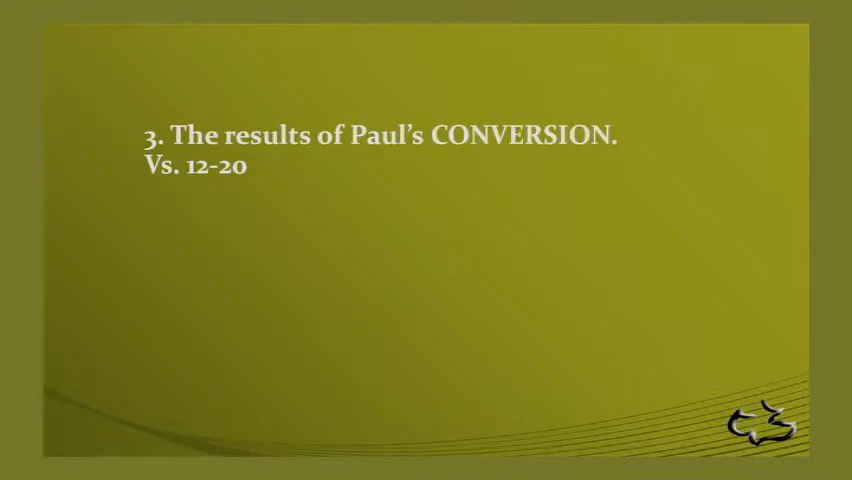 3. The results of Paul's CONVERSION.
Vs. 12-20